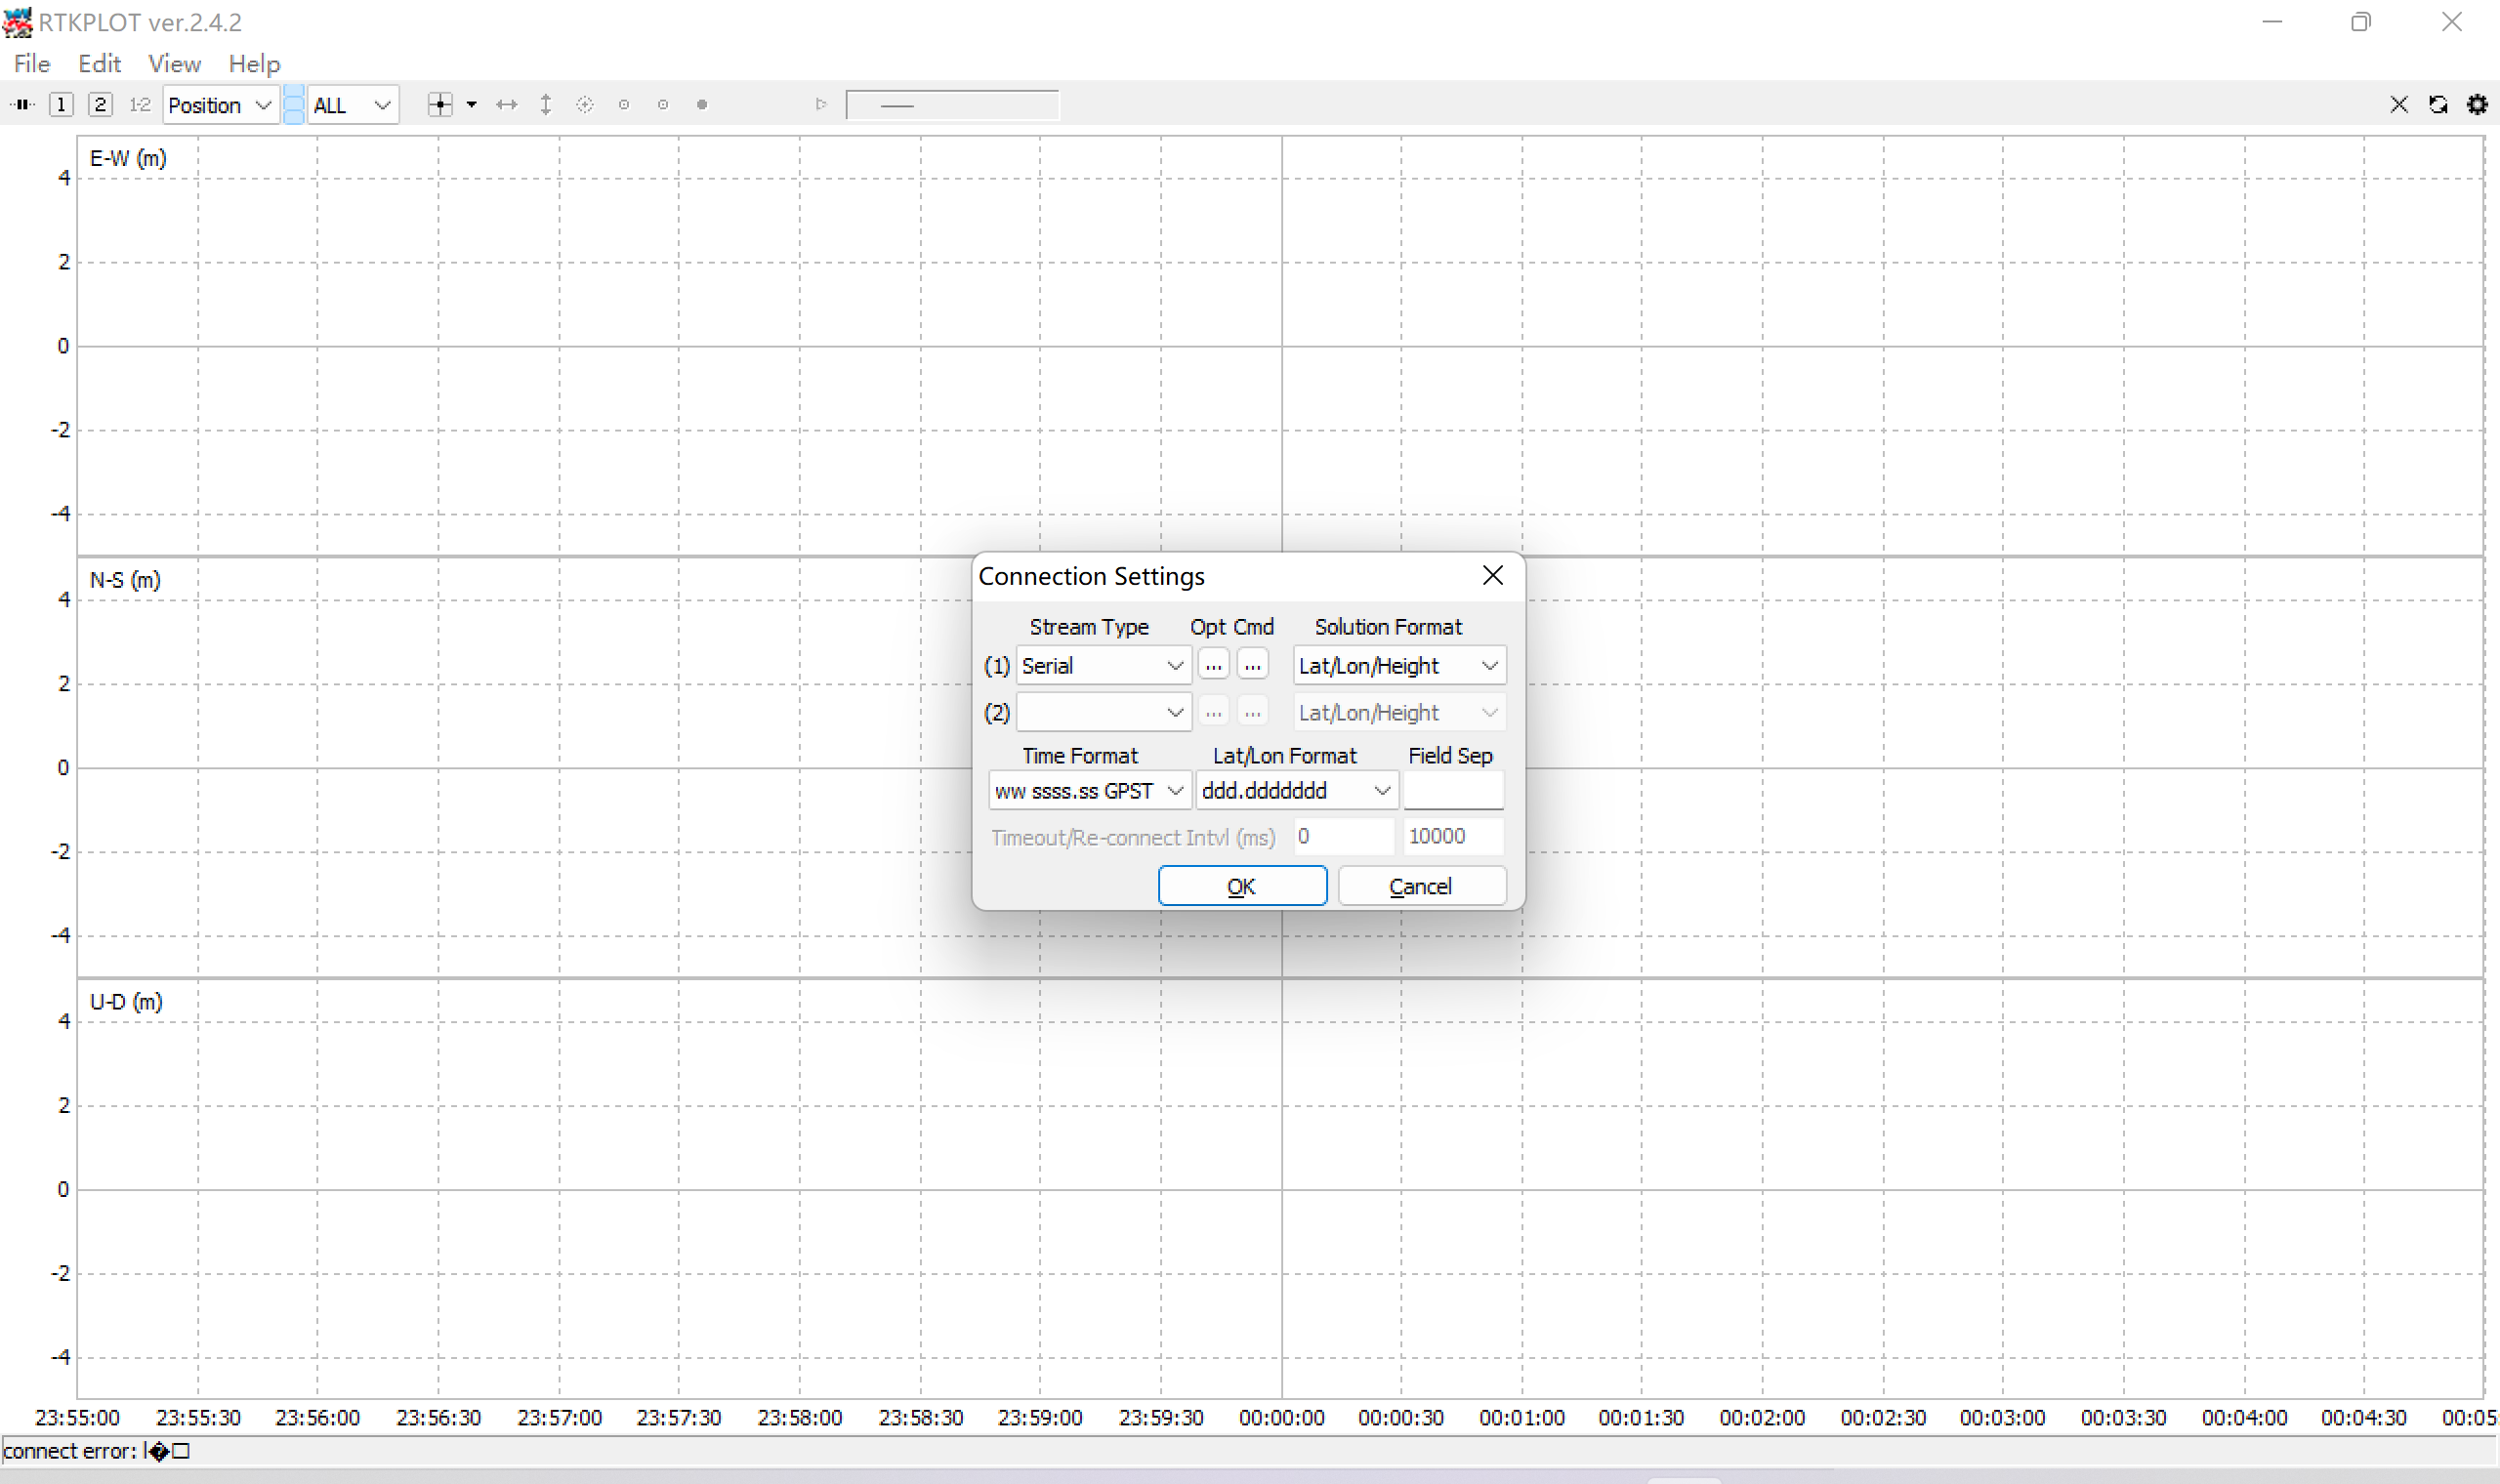 RTKPLOT ver.2.4.2
File Edit View Help
1 2 1-2 Position ALL
E-W (m)
4
2
0
-2
-4
N-S (m)
4
2
0
-2
-4
U-D (m)
4
2
0
-2
-4
23:55:00 23:55:30 23:56:00 23:56:30 23:57:00 23:57:30 23:58:00 23:58:30 23:59:00 23:59:30 00:00:00 00:00:30 00:01:00 00:01:30 00:02:00 00:02:30 00:03:00 00:03:30 00:04:00 00:04:30 00:05:
Connection Settings
Stream Type Opt Cmd Solution Format
(1) Serial ... ... Lat/Lon/Height
(2) ... ... Lat/Lon/Height
Time Format Lat/Lon Format Field Sep
ww ssss.ss GPST ddd.ddddddd
Timeout/Re-connect Intvl (ms) 0 10000
OK Cancel
connect error: l�□